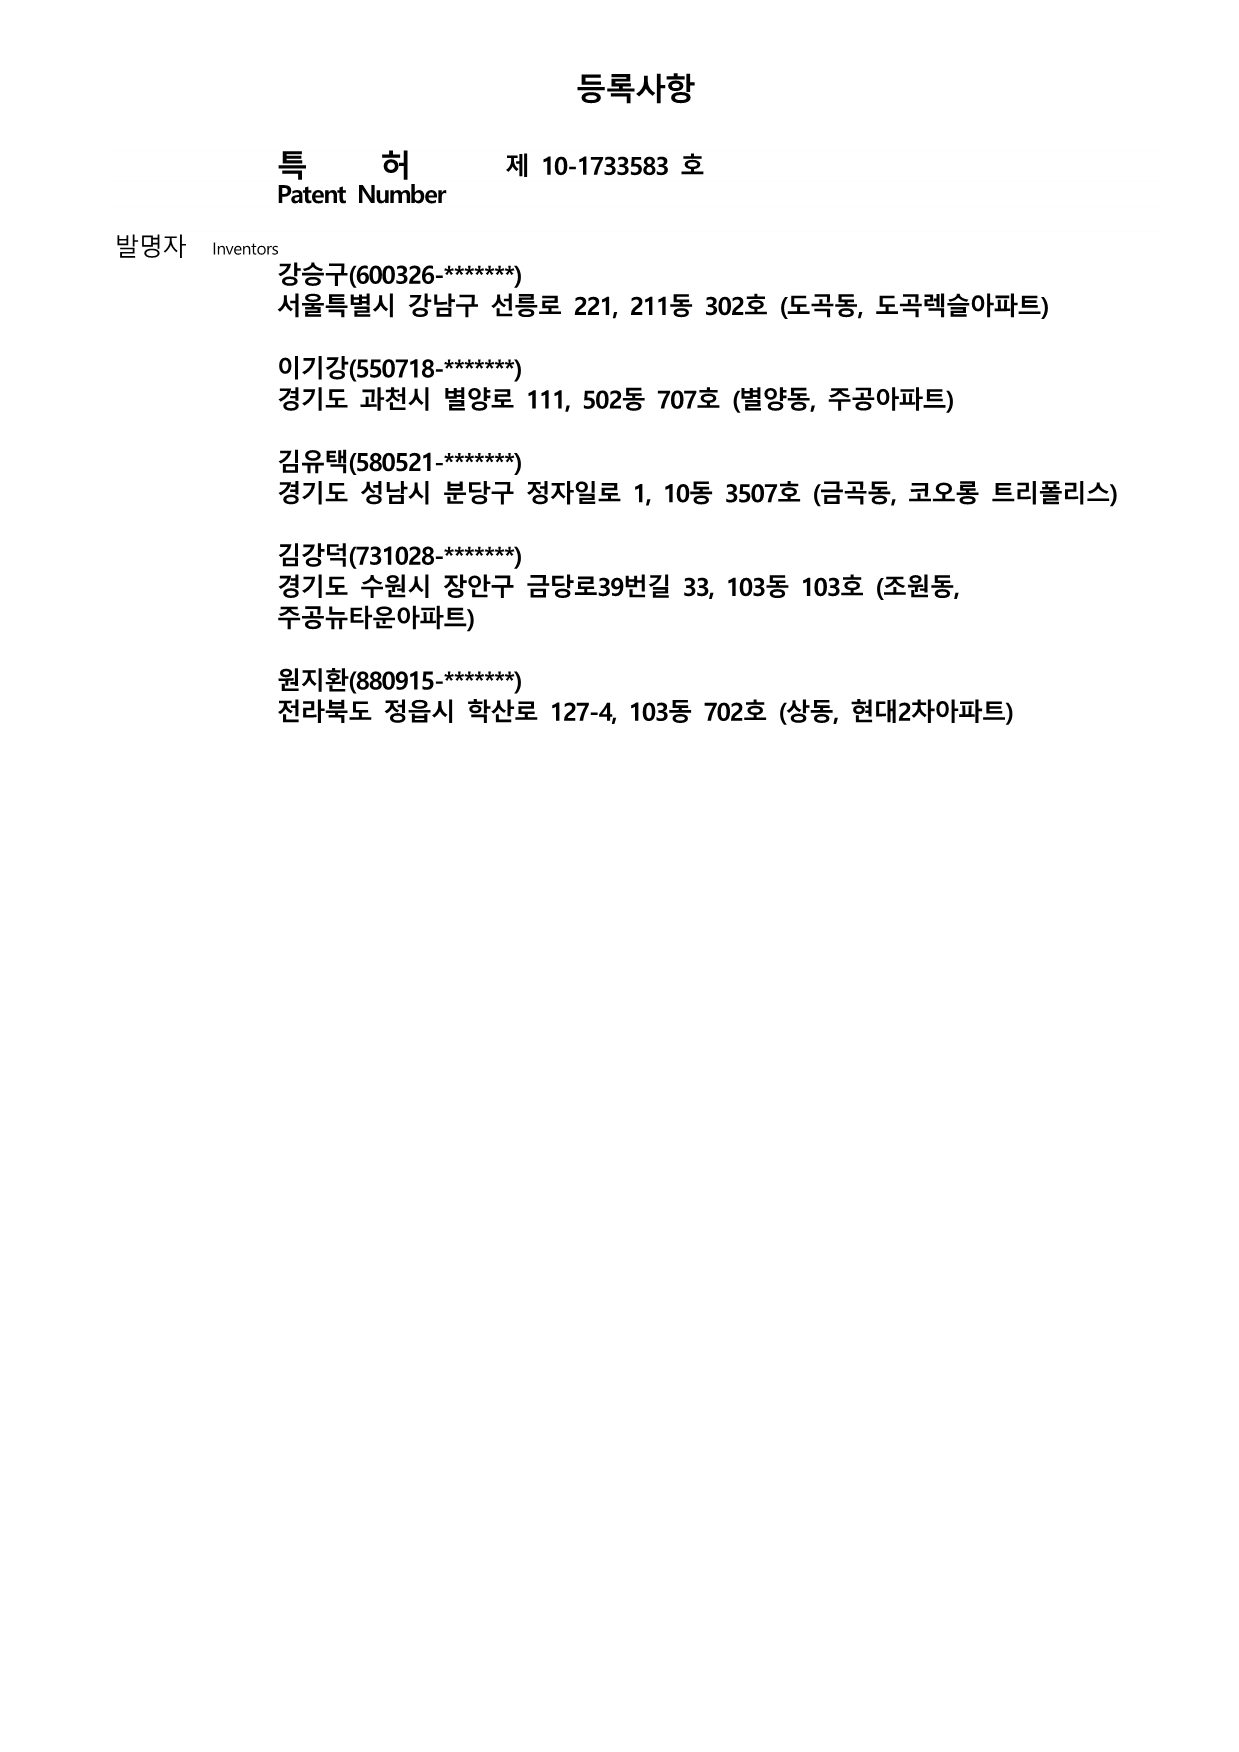 등록사항
특 허 제 10-1733583 호
Patent Number
발명자 Inventors
강승구(600326-*******)
서울특별시 강남구 선릉로 221, 211동 302호 (도곡동, 도곡렉슬아파트)
이기강(550718-*******)
경기도 과천시 별양로 111, 502동 707호 (별양동, 주공아파트)
김유택(580521-*******)
경기도 성남시 분당구 정자일로 1, 10동 3507호 (금곡동, 코오롱 트리폴리스)
김강덕(731028-*******)
경기도 수원시 장안구 금당로39번길 33, 103동 103호 (조원동,
주공뉴타운아파트)
원지환(880915-*******)
전라북도 정읍시 학산로 127-4, 103동 702호 (상동, 현대2차아파트)